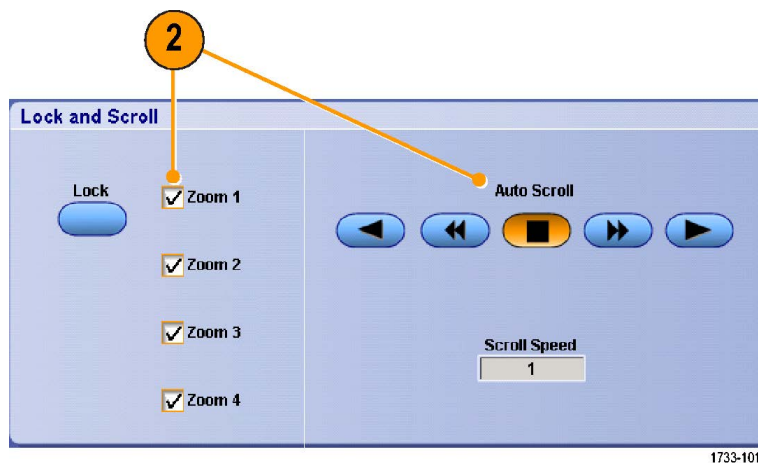 2
Lock and Scroll
Lock
Zoom 1
Auto Scroll
Zoom 2
Zoom 3
Scroll Speed
1
Zoom 4
1733-101